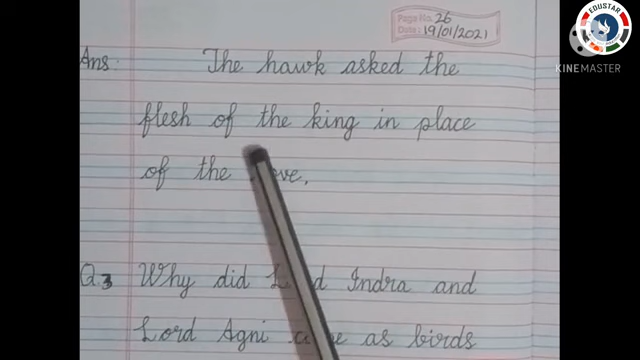 Page No. 26
Date: 19/01/2021
EDUSTAR
KINEMASTER
Ans: The hawk asked the
flesh of the king in place
of the
Q.3 Why did Indra and
Lord Agni as birds